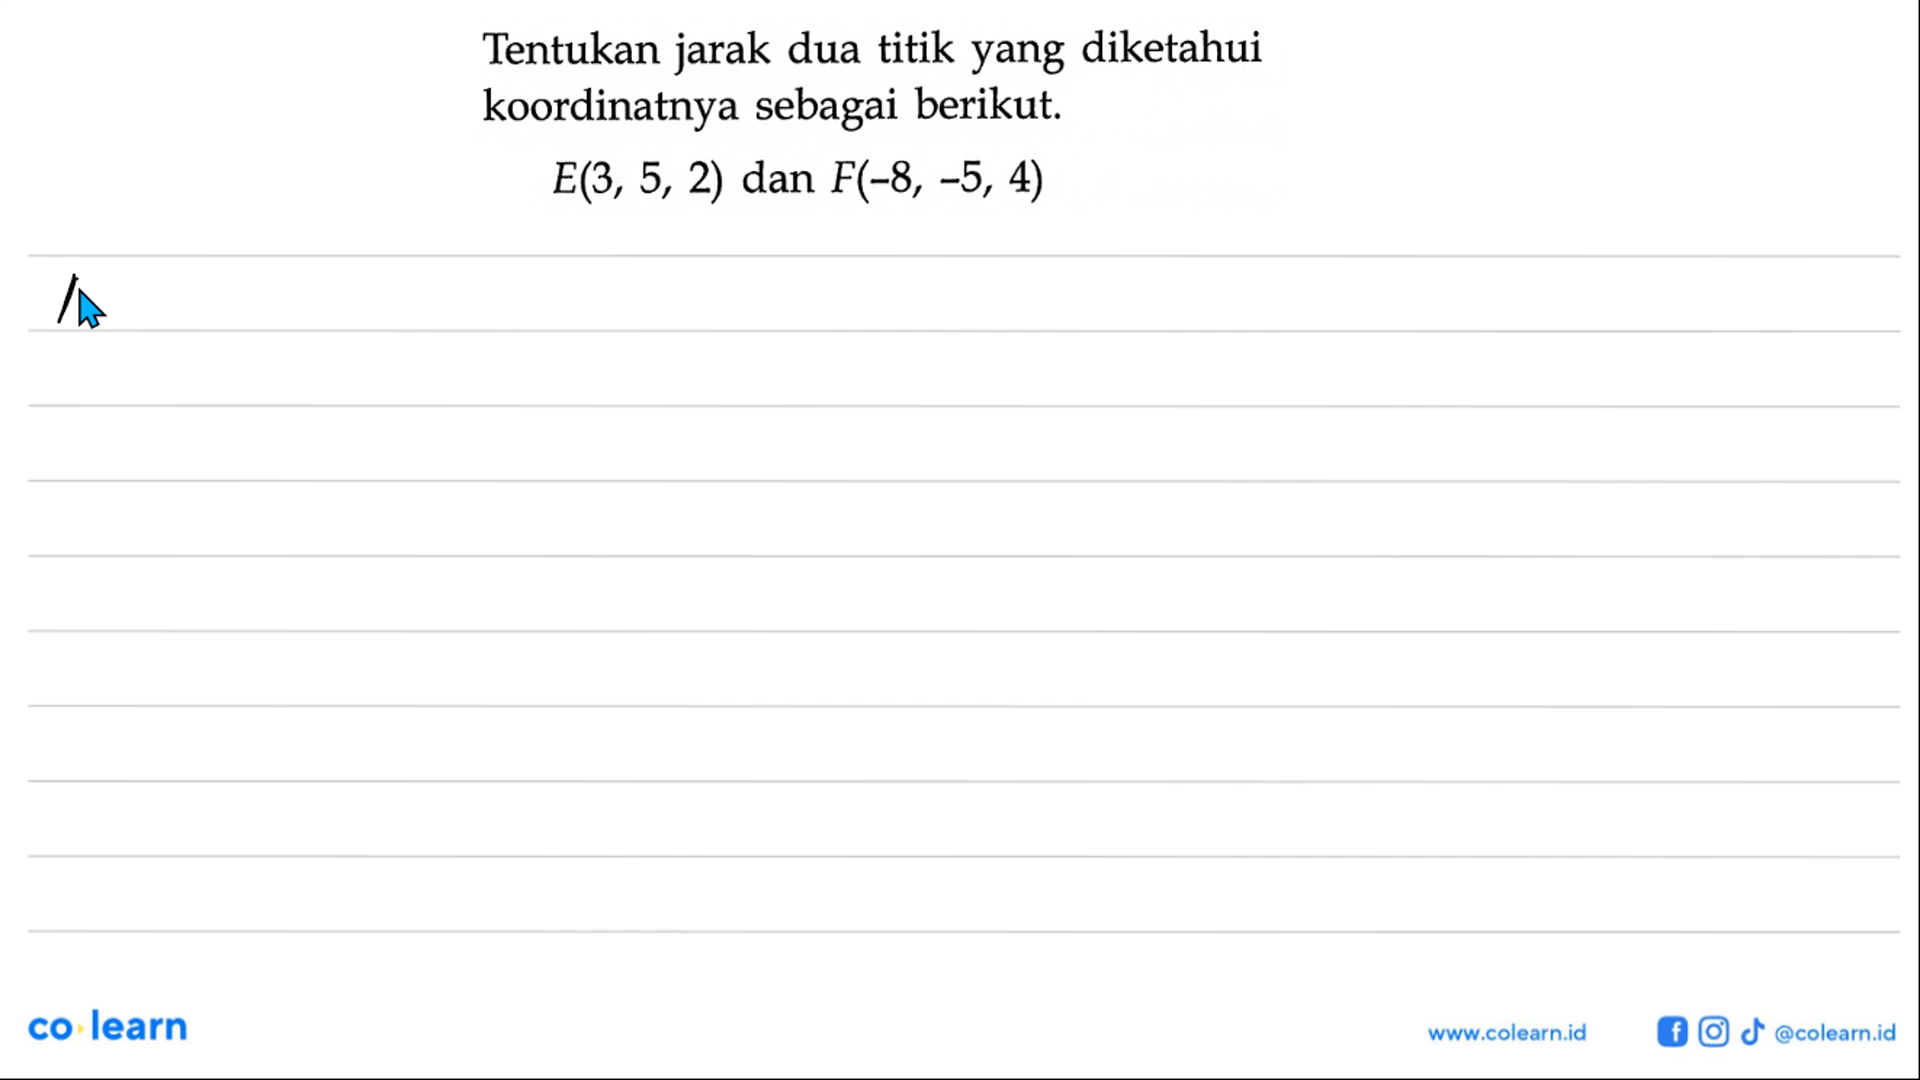 Tentukan jarak dua titik yang diketahui
koordinatnya sebagai berikut.
E(3, 5, 2) dan F(–8, –5, 4)
co learn
www.colearn.id
@colearn.id